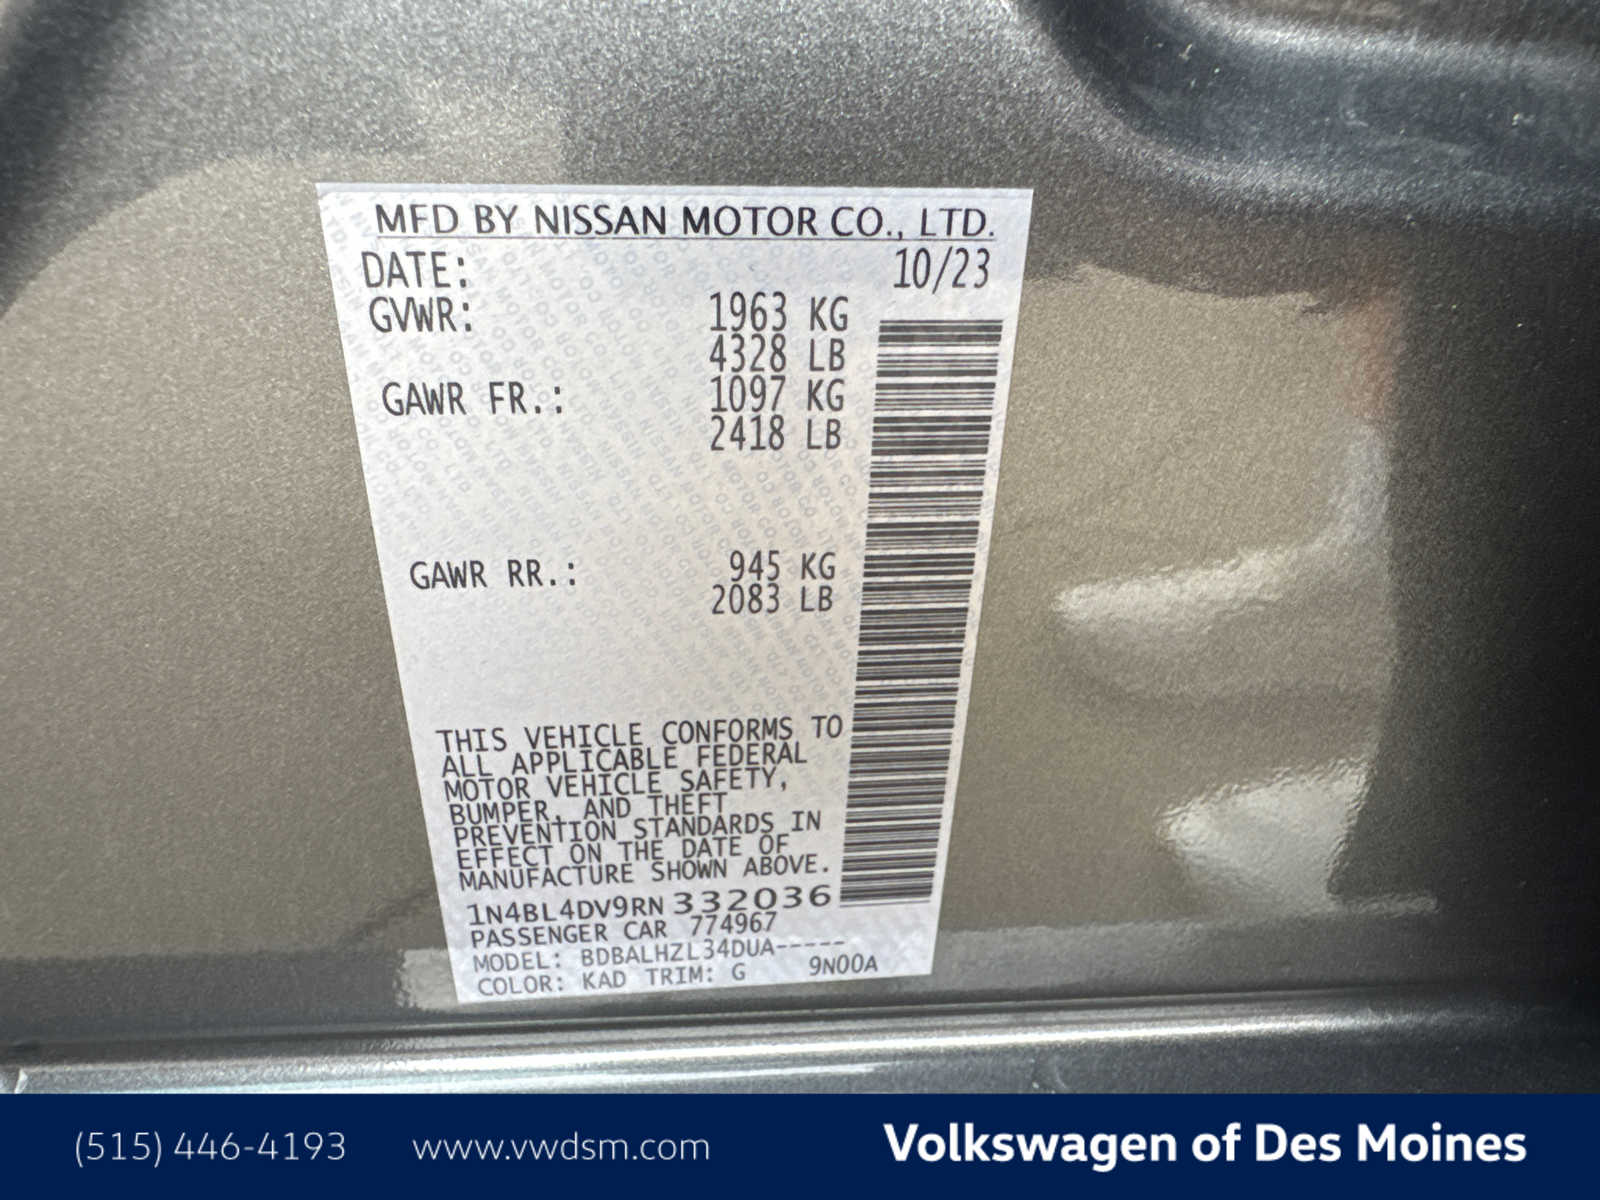 MFD BY NISSAN MOTOR CO., LTD.
DATE: 10/23
GVWR: 1963 KG
4328 LB
GAWR FR.: 1097 KG
2418 LB
GAWR RR.: 945 KG
2083 LB
THIS VEHICLE CONFORMS TO
ALL APPLICABLE FEDERAL
MOTOR VEHICLE SAFETY,
BUMPER, AND THEFT
PREVENTION STANDARDS IN
EFFECT ON THE DATE OF
MANUFACTURE SHOWN ABOVE.
1N4BL4DV9RN332036
PASSENGER CAR 774967
MODEL: BDBALHZL34DUA-----
COLOR: KAD TRIM: G 9N00A
(515) 446-4193 www.vwdsm.com Volkswagen of Des Moines